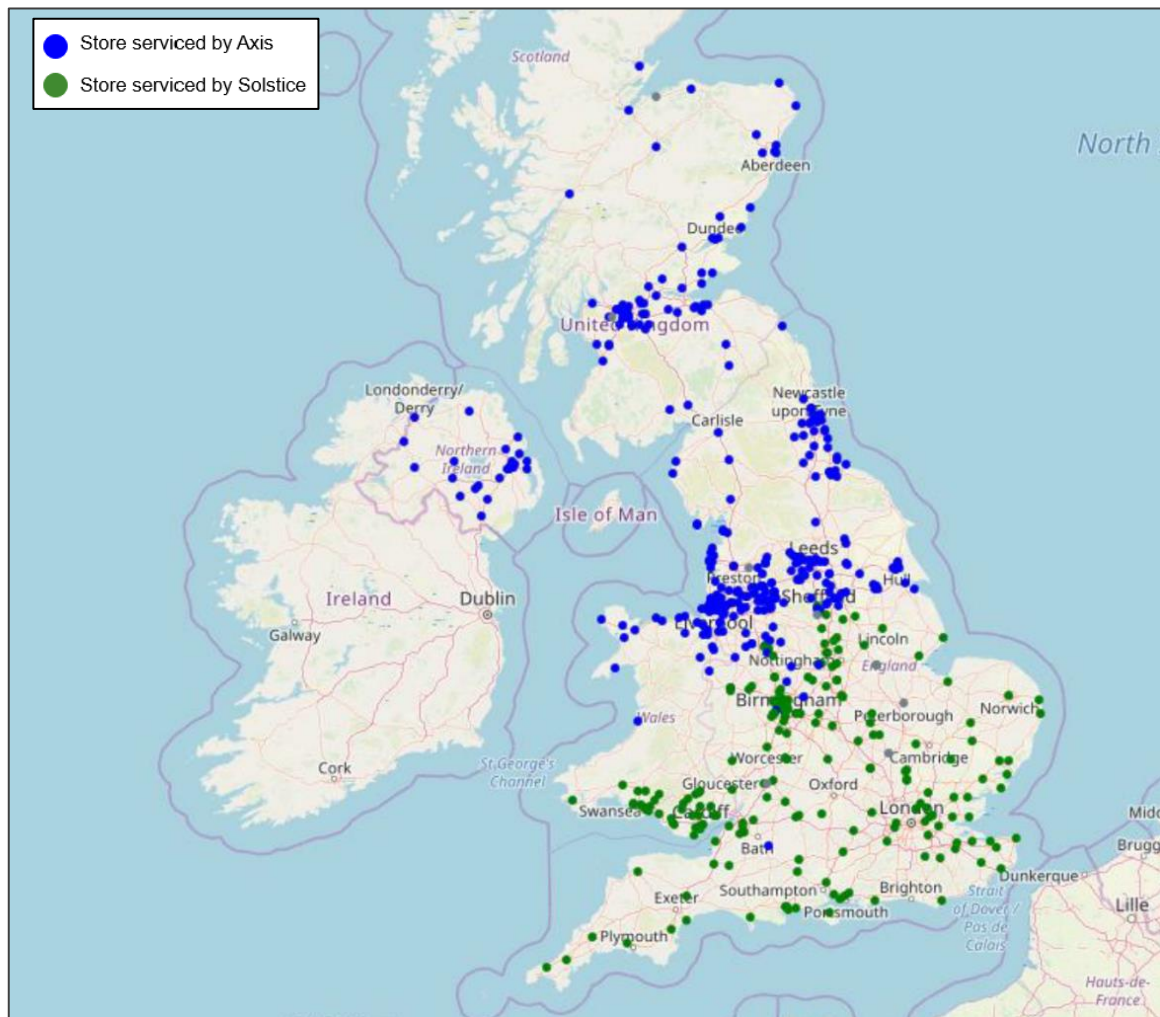 Store serviced by Axis
Store serviced by Solstice
Scotland
North
Aberdeen
Dundee
United Kingdom
Londonderry/
Derry
Newcastle
upon Tyne
Carlisle
Northern
Ireland
Isle of Man
Leeds
Preston
Hull
Ireland
Dublin
Sheffield
Liverpool
Galway
Lincoln
Nottingham
England
Birmingham
Norwich
Wales
Peterborough
Cork
St George's
Channel
Worcester
Cambridge
Gloucester
Oxford
Swansea
Cardiff
London
Midd
Bath
Brugg
Dunkerque
Southampton
Brighton
Strait
of Dover /
Pas de
Calais
Exeter
Portsmouth
Lille
Plymouth
Hauts-de-
France